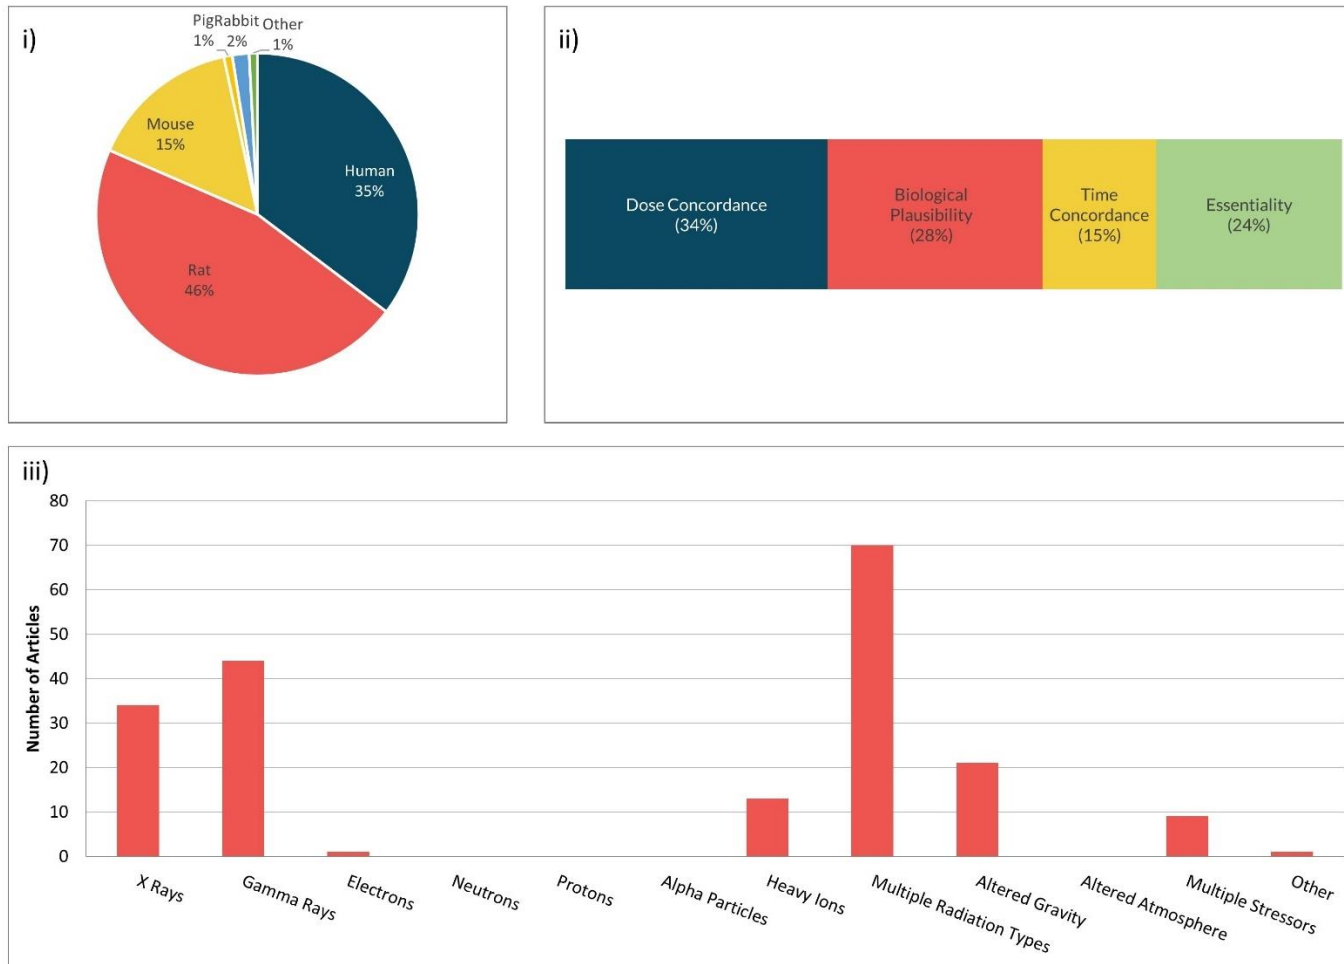 i)
PigRabbit Other
1% 2% 1%
Mouse
15%
Human
35%
Rat
46%
ii)
Dose Concordance
(34%)
Biological
Plausibility
(28%)
Time
Concordance
(15%)
Essentiality
(24%)
iii)
Number of Articles
80
70
60
50
40
30
20
10
0
X Rays
Gamma Rays
Electrons
Neutrons
Protons
Alpha Particles
Heavy Ions
Multiple Radiation Types
Altered Gravity
Altered Atmosphere
Multiple Stressors
Other